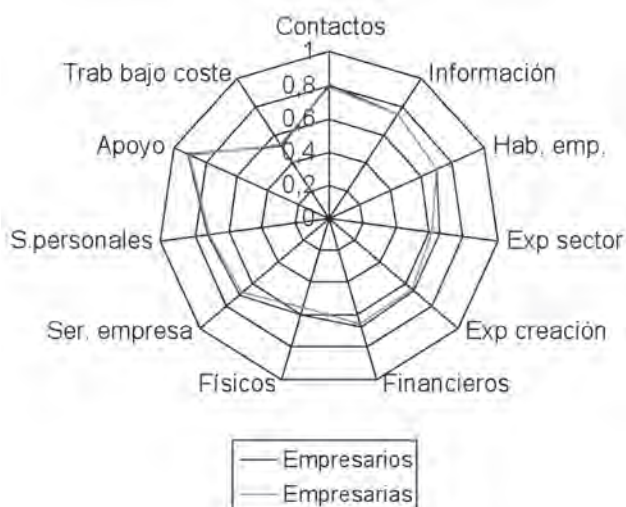 Contactos
1
Trab bajo coste
Información
0,8
0,6
Apoyo
Hab. emp.
0,4
0,2
0
S.personales
Exp sector
Ser. empresa
Exp creación
Físicos
Financieros
Empresarios
Empresarias